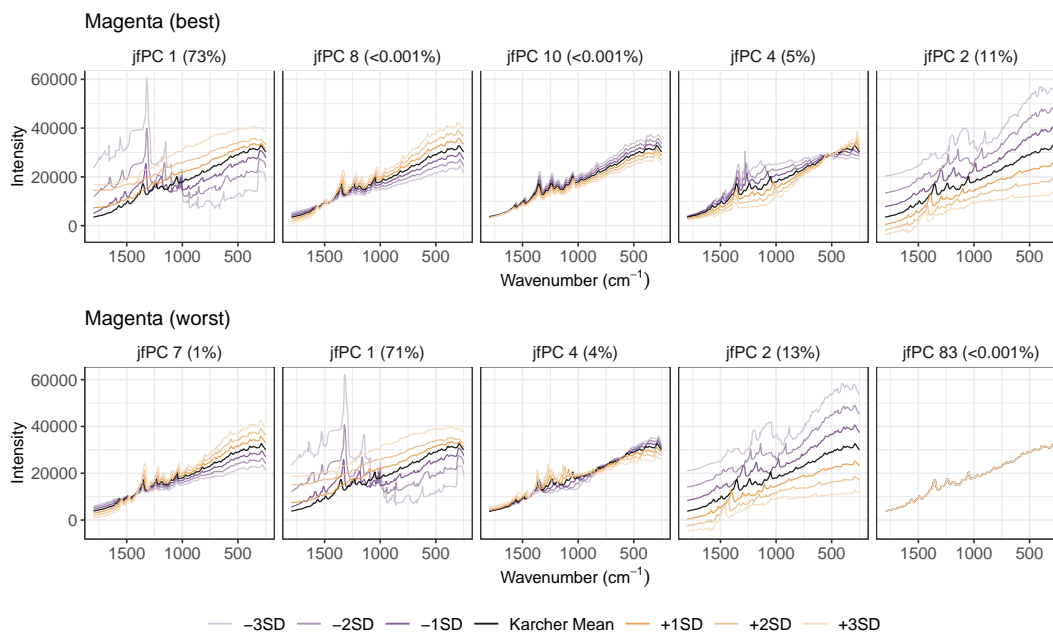 Magenta (best)
jfPC 1 (73%) jfPC 8 (<0.001%) jfPC 10 (<0.001%) jfPC 4 (5%) jfPC 2 (11%)
60000
40000
20000
0
Intensity
1500 1000 500 1500 1000 500 1500 1000 500 1500 1000 500 1500 1000 500
Wavenumber (cm⁻¹)
Magenta (worst)
jfPC 7 (1%) jfPC 1 (71%) jfPC 4 (4%) jfPC 2 (13%) jfPC 83 (<0.001%)
60000
40000
20000
0
Intensity
1500 1000 500 1500 1000 500 1500 1000 500 1500 1000 500 1500 1000 500
Wavenumber (cm⁻¹)
−3SD −2SD −1SD Karcher Mean +1SD +2SD +3SD